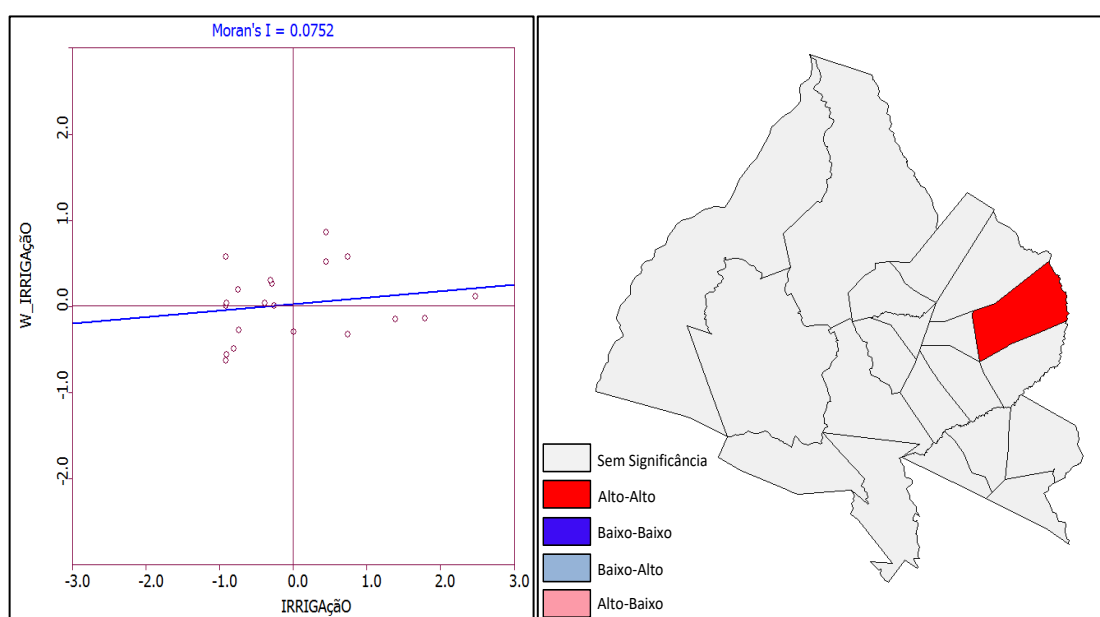 Moran's I = 0.0752
2.0
1.0
0.0
-1.0
-2.0
W_IRRIGAçãO
-3.0 -2.0 -1.0 0.0 1.0 2.0 3.0
IRRIGAçãO
Sem Significância
Alto-Alto
Baixo-Baixo
Baixo-Alto
Alto-Baixo